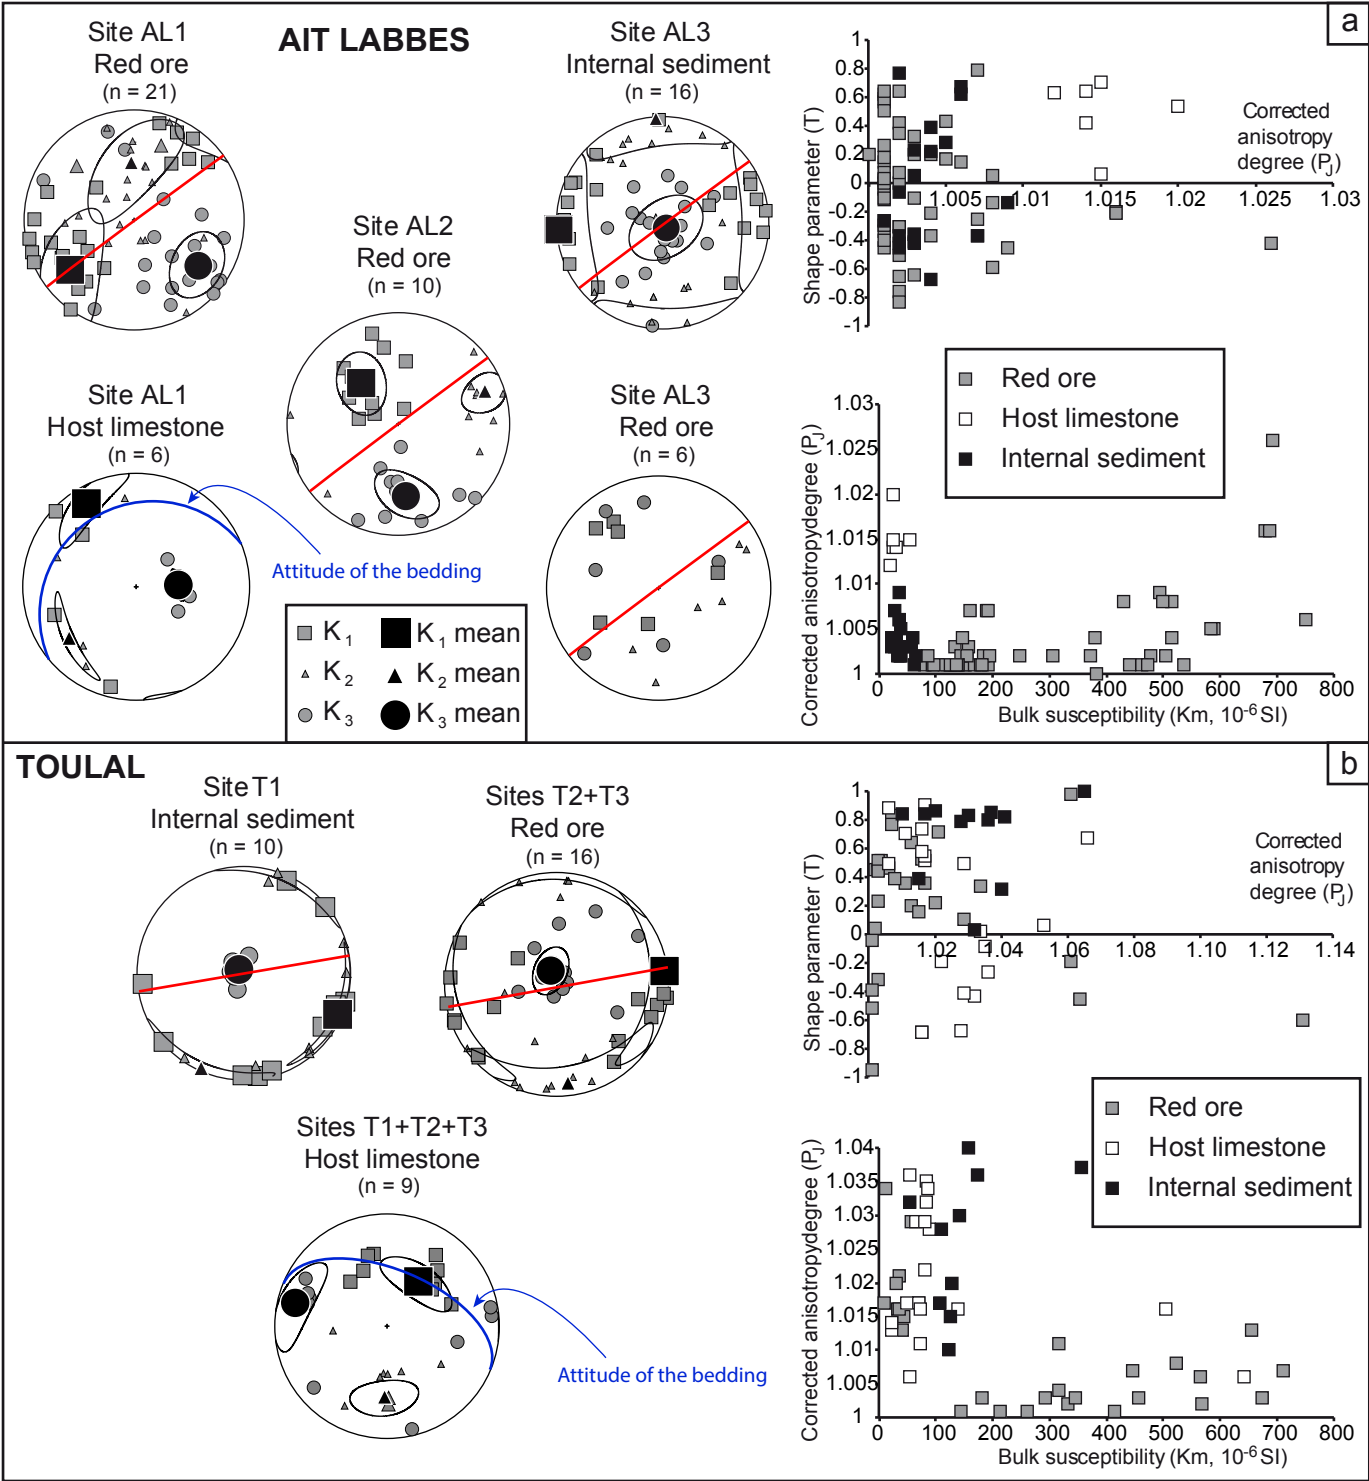 a
AIT LABBES
Site AL1
Red ore
(n = 21)
Site AL3
Internal sediment
(n = 16)
Site AL2
Red ore
(n = 10)
Site AL1
Host limestone
(n = 6)
Site AL3
Red ore
(n = 6)
Attitude of the bedding
K1 K1 mean
K2 K2 mean
K3 K3 mean
Shape parameter (T)
1
0.8
0.6
0.4
0.2
0
-0.2
-0.4
-0.6
-0.8
-1
1.005 1.01 1.015 1.02 1.025 1.03
Corrected
anisotropy
degree (PJ)
Red ore
Host limestone
Internal sediment
Corrected anisotropydegree (PJ)
1.03
1.025
1.02
1.015
1.01
1.005
1
0 100 200 300 400 500 600 700 800
Bulk susceptibility (Km, 10-6 SI)
b
TOULAL
Site T1
Internal sediment
(n = 10)
Sites T2+T3
Red ore
(n = 16)
Sites T1+T2+T3
Host limestone
(n = 9)
Attitude of the bedding
Shape parameter (T)
1
0.8
0.6
0.4
0.2
0
-0.2
-0.4
-0.6
-0.8
-1
1.02 1.04 1.06 1.08 1.10 1.12 1.14
Corrected
anisotropy
degree (PJ)
Red ore
Host limestone
Internal sediment
Corrected anisotropydegree (PJ)
1.04
1.035
1.03
1.025
1.02
1.015
1.01
1.005
1
0 100 200 300 400 500 600 700 800
Bulk susceptibility (Km, 10-6 SI)